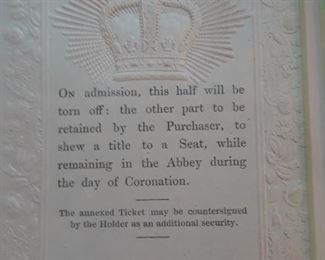 On admission, this half will be
torn off: the other part to be
retained by the Purchaser, to
shew a title to a Seat, while
remaining in the Abbey during
the day of Coronation.
The annexed Ticket may be countersigned
by the Holder as an additional security.